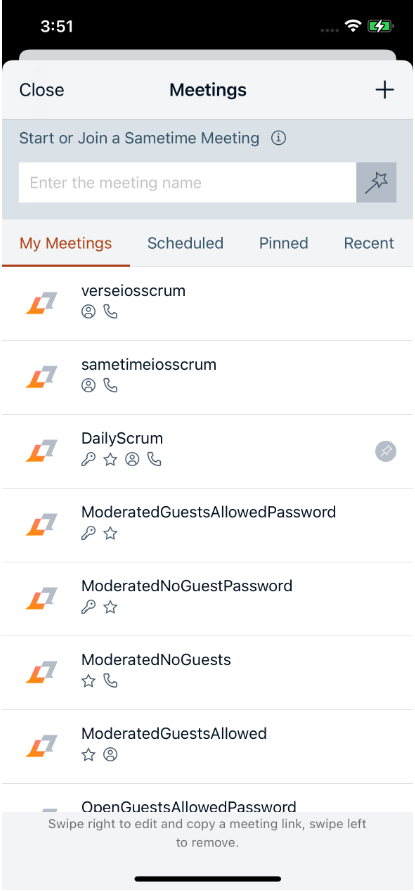 3:51
Close
Meetings
Start or Join a Sametime Meeting
Enter the meeting name
My Meetings
Scheduled
Pinned
Recent
verseiosscrum
sametimeiosscrum
DailyScrum
ModeratedGuestsAllowedPassword
ModeratedNoGuestPassword
ModeratedNoGuests
ModeratedGuestsAllowed
OpenGuestsAllowedPassword
Swipe right to edit and copy a meeting link, swipe left
to remove.